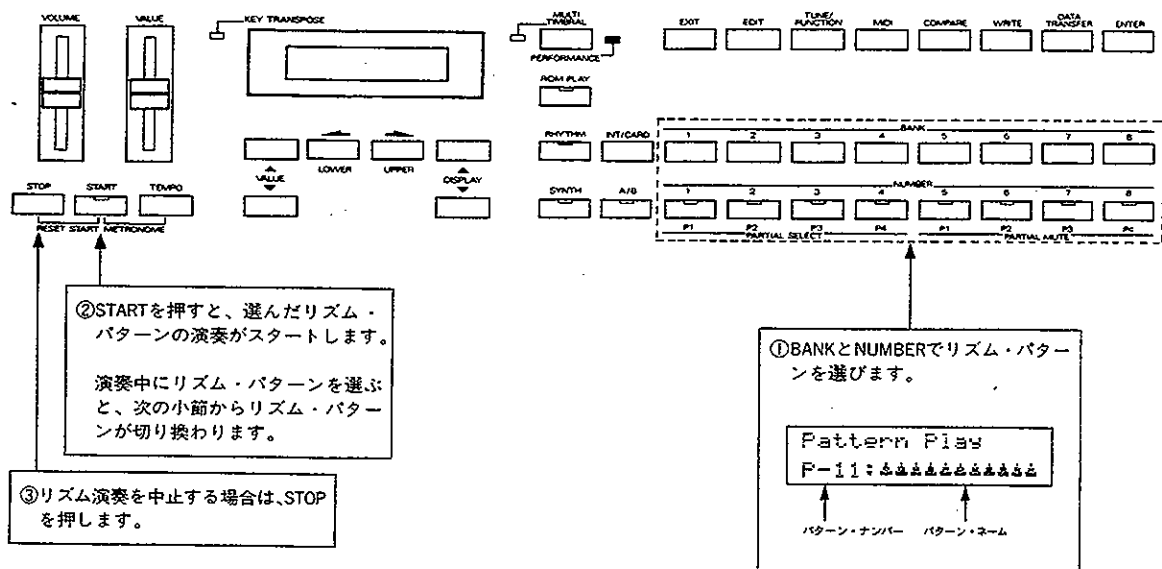 VOLUME
VALUE
KEY TRANSPOSE
MULTI
TIMBRAL
PERFORMANCE
EXIT
EDIT
TUNE/
FUNCTION
MIDI
COMPARE
WRITE
DATA
TRANSFER
ENTER
ROM PLAY
RHYTHM
INT/CARD
BANK
1 2 3 4 5 6 7 8
VALUE
LOWER
UPPER
DISPLAY
STOP
START
TEMPO
RESET START METRONOME
SYNTH
A/B
NUMBER
1 2 3 4 5 6 7 8
P1 P2 P3 P4 P1 P2 P3 P4
PARTIAL SELECT
PARTIAL MUTE
②STARTを押すと、選んだリズム・
パターンの演奏がスタートします。
演奏中にリズム・パターンを選ぶ
と、次の小節からリズム・パター
ンが切り換わります。
③リズム演奏を中止する場合は、STOP
を押します。
①BANKとNUMBERでリズム・パター
ンを選びます。
Pattern Play
P-11:
パターン・ナンバー
パターン・ネーム